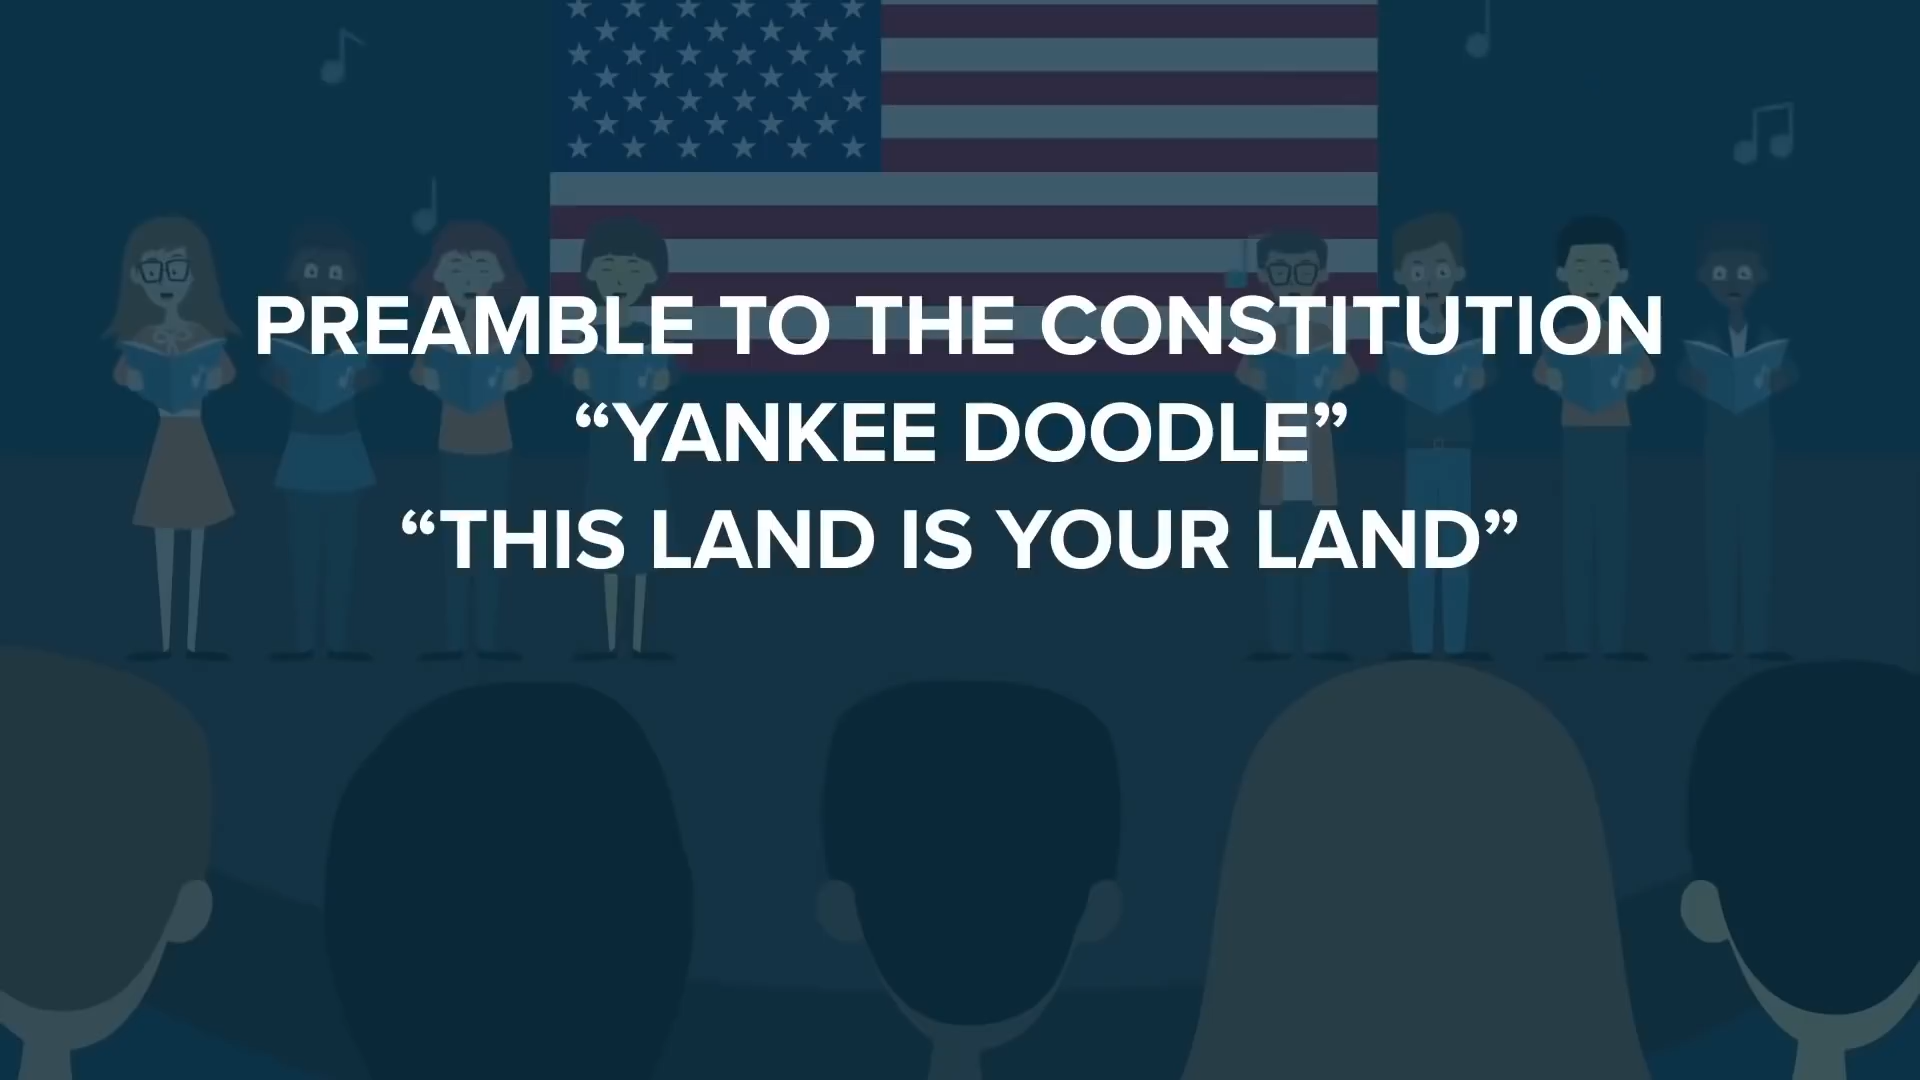 PREAMBLE TO THE CONSTITUTION
“YANKEE DOODLE”
“THIS LAND IS YOUR LAND”